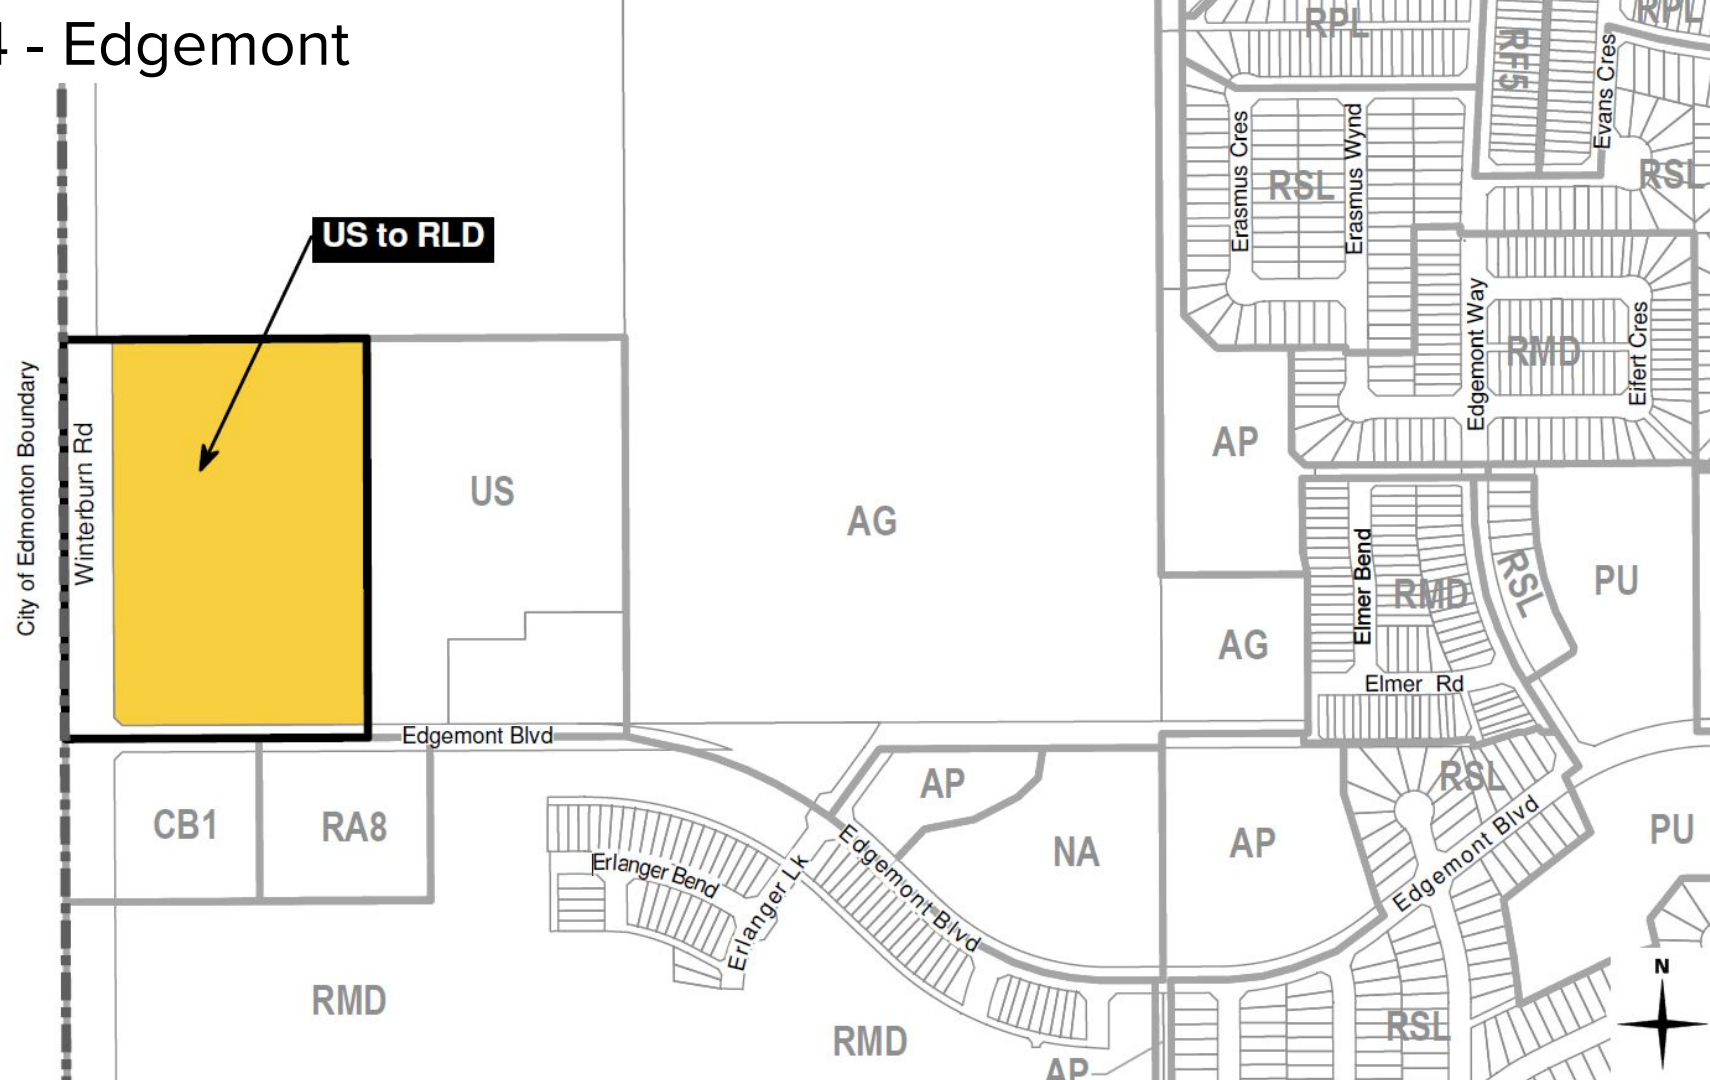 4 - Edgemont
RPL
RPL
RF5
Evans Cres
Erasmus Cres
Erasmus Wynd
RSL
RSL
US to RLD
City of Edmonton Boundary
Winterburn Rd
US
AG
AP
Edgemont Way
RMD
Eifert Cres
Elmer Bend
RMD
RSL
PU
AG
Elmer Rd
Edgemont Blvd
CB1
RA8
AP
NA
AP
RSL
Edgemont Blvd
PU
Erlanger Bend
Erlanger Lk
Edgemont Blvd
RMD
RMD
AP
RSL
N